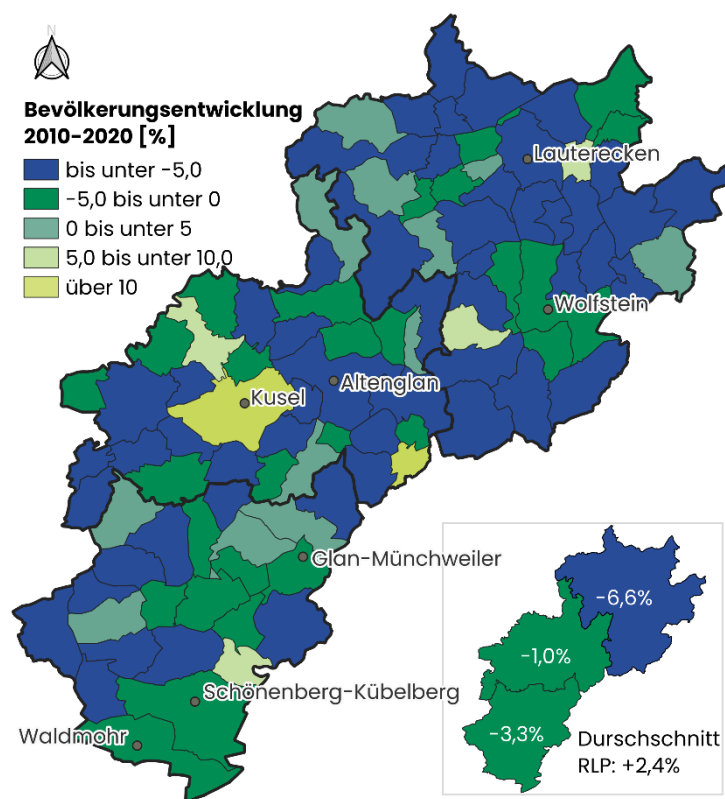 N
Bevölkerungsentwicklung
2010-2020 [%]
bis unter -5,0
-5,0 bis unter 0
0 bis unter 5
5,0 bis unter 10,0
über 10
Lauterecken
Wolfstein
Altenglan
Kusel
Glan-Münchweiler
Schönenberg-Kübelberg
Waldmohr
-6,6%
-1,0%
-3,3%
Durschschnitt
RLP: +2,4%